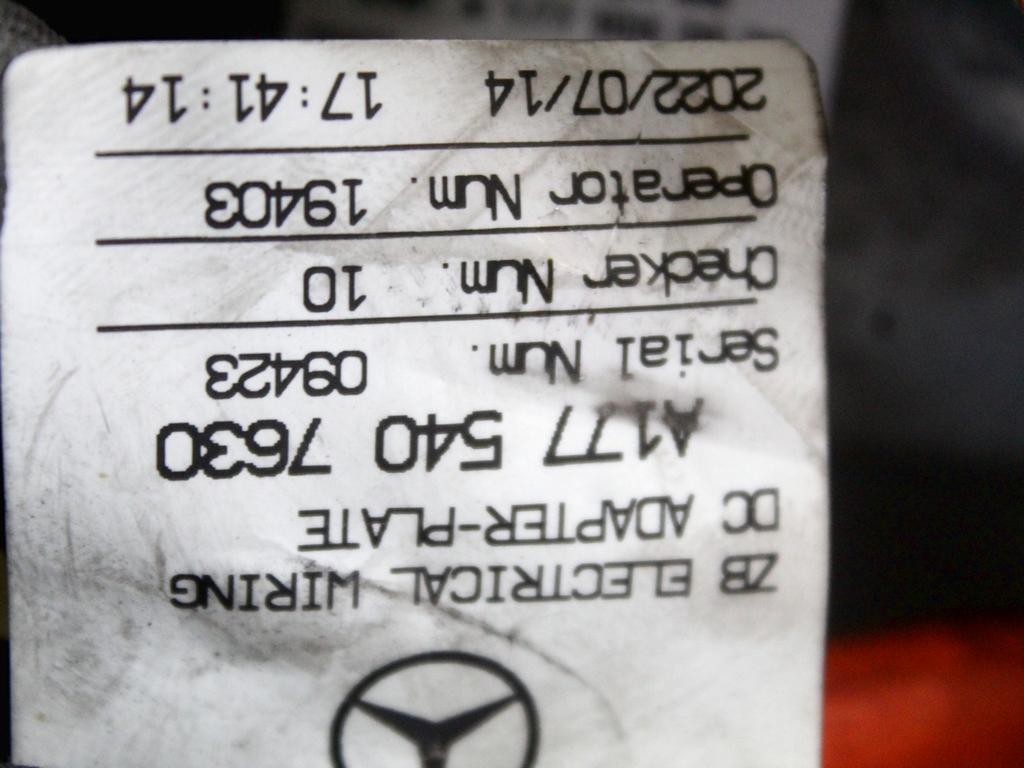 ZB ELECTRICAL WIRING
DC ADAPTER-PLATE
A177 540 7630
Serial Num. 09423
Checker Num. 10
Operator Num. 19403
2022/07/14 17:41:14